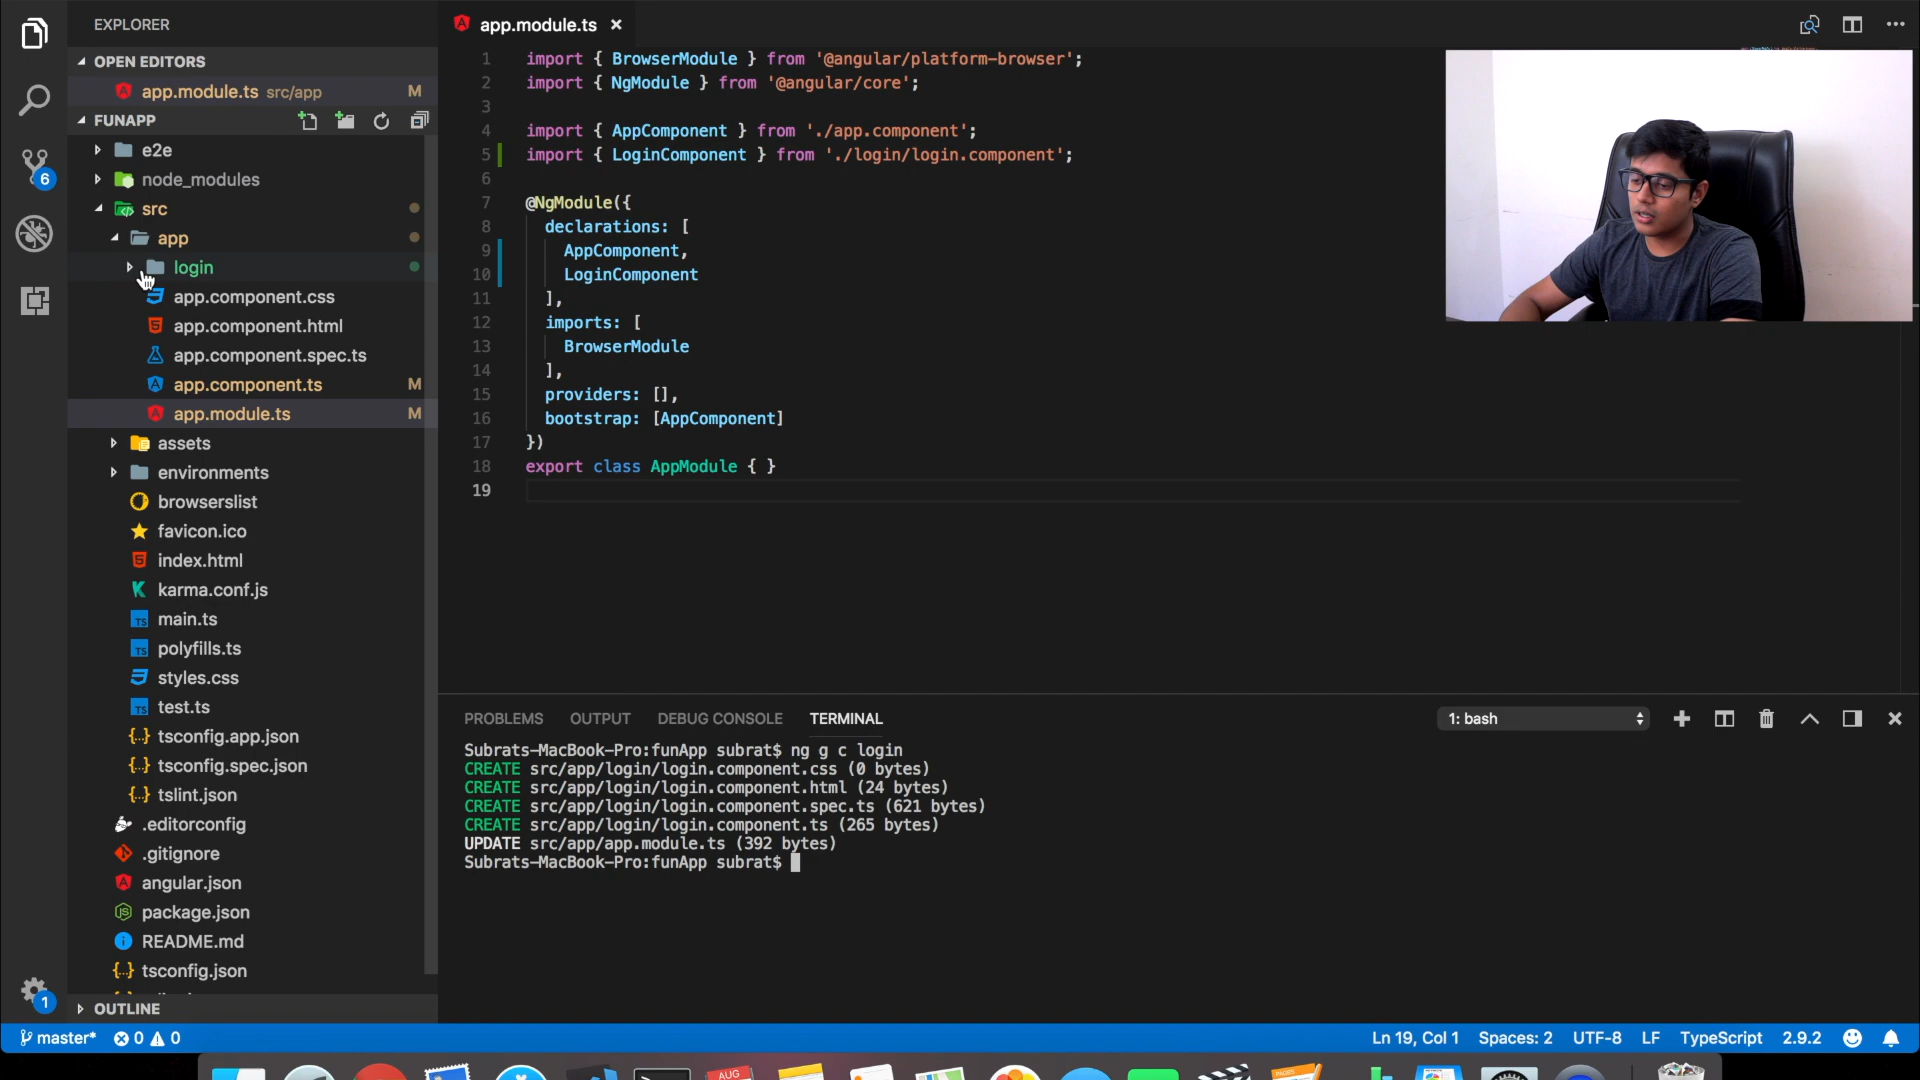 EXPLORER
OPEN EDITORS
app.module.ts src/app M
FUNAPP
e2e
node_modules
src
app
login
app.component.css
app.component.html
app.component.spec.ts
app.component.ts M
app.module.ts M
assets
environments
browserslist
favicon.ico
index.html
karma.conf.js
main.ts
polyfills.ts
styles.css
test.ts
tsconfig.app.json
tsconfig.spec.json
tslint.json
.editorconfig
.gitignore
angular.json
package.json
README.md
tsconfig.json
OUTLINE
6
1
app.module.ts
1 import { BrowserModule } from '@angular/platform-browser';
2 import { NgModule } from '@angular/core';
3
4 import { AppComponent } from './app.component';
5 import { LoginComponent } from './login/login.component';
6
7 @NgModule({
8 declarations: [
9 AppComponent,
10 LoginComponent
11 ],
12 imports: [
13 BrowserModule
14 ],
15 providers: [],
16 bootstrap: [AppComponent]
17 })
18 export class AppModule { }
19
PROBLEMS OUTPUT DEBUG CONSOLE TERMINAL 1: bash
Subrats-MacBook-Pro:funApp subrat$ ng g c login
CREATE src/app/login/login.component.css (0 bytes)
CREATE src/app/login/login.component.html (24 bytes)
CREATE src/app/login/login.component.spec.ts (621 bytes)
CREATE src/app/login/login.component.ts (265 bytes)
UPDATE src/app/app.module.ts (392 bytes)
Subrats-MacBook-Pro:funApp subrat$
master* 0 0 Ln 19, Col 1 Spaces: 2 UTF-8 LF TypeScript 2.9.2
AUG
PAGES